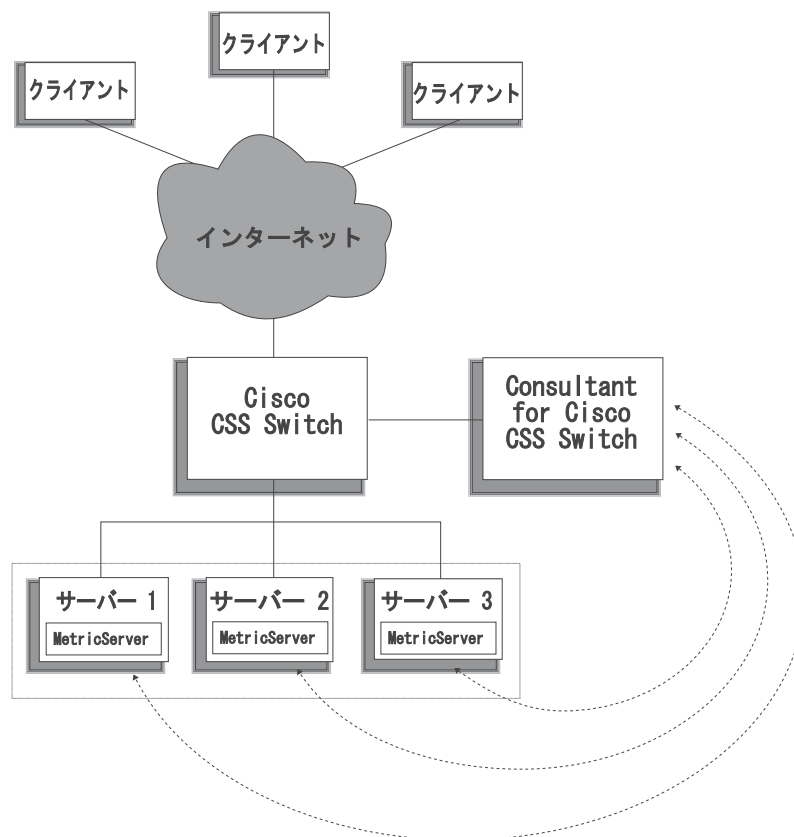 クライアント
クライアント
クライアント
インターネット
Cisco
CSS Switch
Consultant
for Cisco
CSS Switch
サーバー 1
MetricServer
サーバー 2
MetricServer
サーバー 3
MetricServer